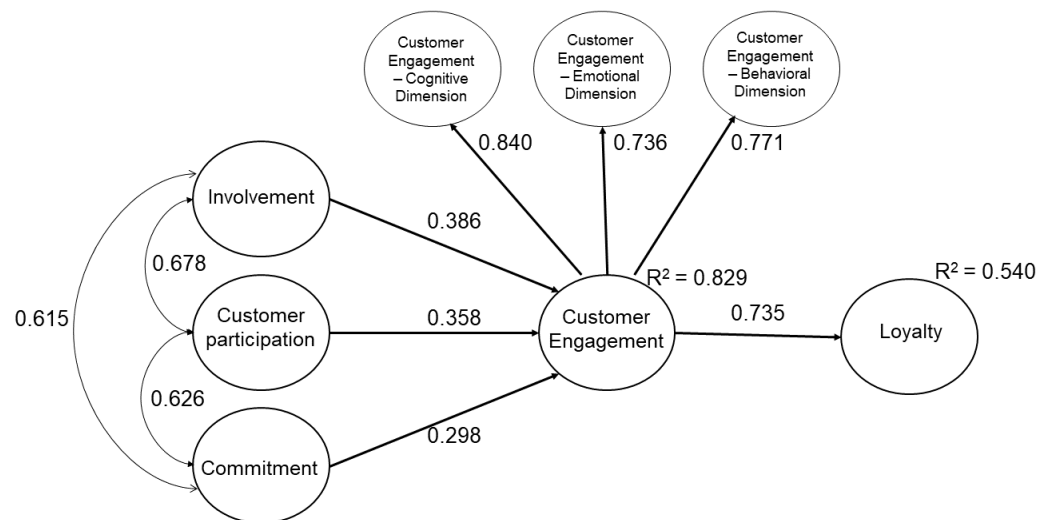 Customer
Engagement
– Cognitive
Dimension
Customer
Engagement
– Emotional
Dimension
Customer
Engagement
– Behavioral
Dimension
0.840
0.736
0.771
Involvement
0.386
0.678
R² = 0.829
R² = 0.540
0.615
Customer
participation
0.358
Customer
Engagement
0.735
Loyalty
0.626
0.298
Commitment